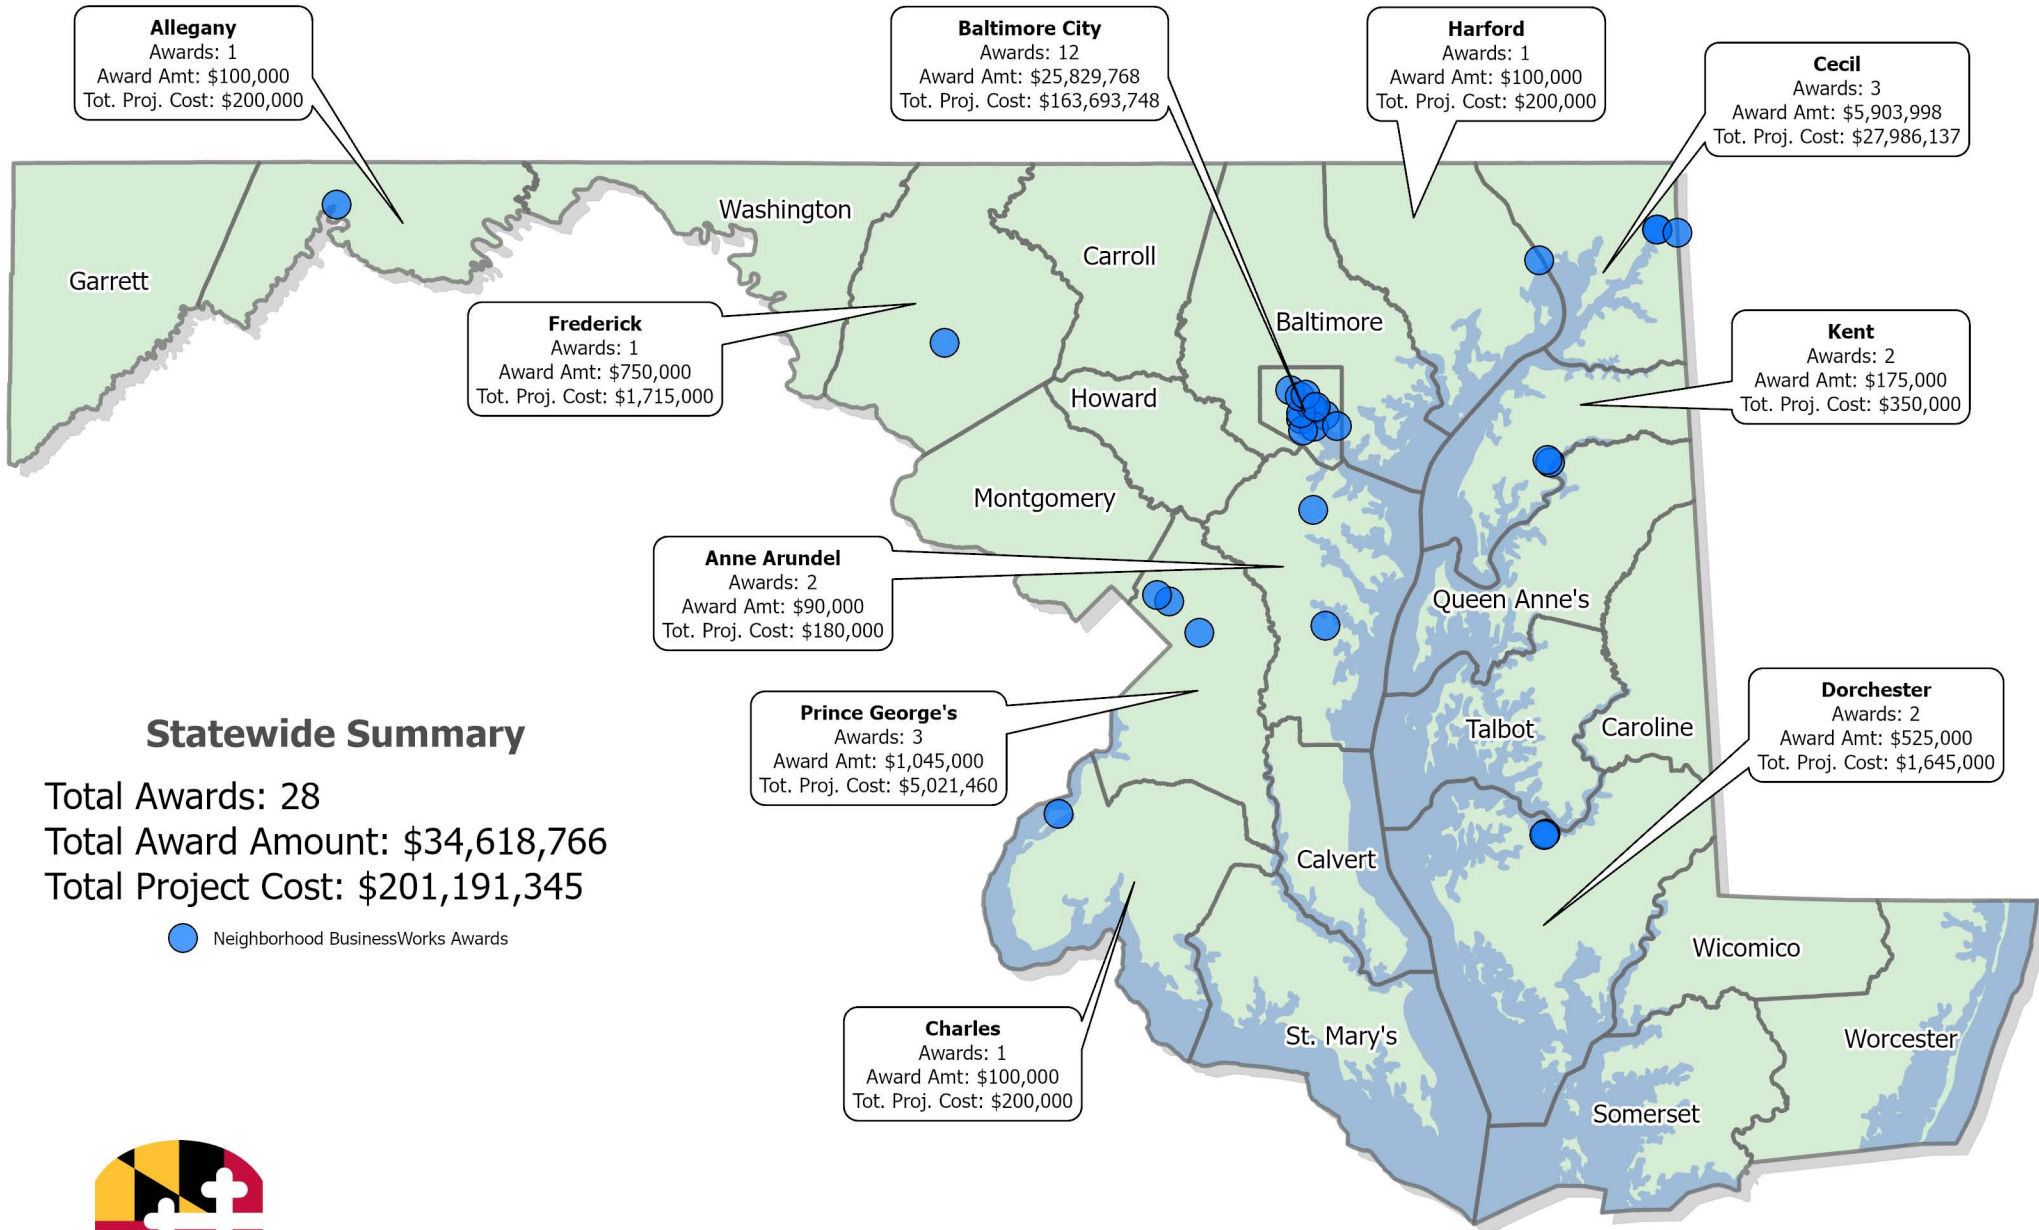 Allegany
Awards: 1
Award Amt: $100,000
Tot. Proj. Cost: $200,000
Baltimore City
Awards: 12
Award Amt: $25,829,768
Tot. Proj. Cost: $163,693,748
Harford
Awards: 1
Award Amt: $100,000
Tot. Proj. Cost: $200,000
Cecil
Awards: 3
Award Amt: $5,903,998
Tot. Proj. Cost: $27,986,137
Garrett
Washington
Carroll
Baltimore
Frederick
Awards: 1
Award Amt: $750,000
Tot. Proj. Cost: $1,715,000
Howard
Kent
Awards: 2
Award Amt: $175,000
Tot. Proj. Cost: $350,000
Montgomery
Anne Arundel
Awards: 2
Award Amt: $90,000
Tot. Proj. Cost: $180,000
Queen Anne's
Prince George's
Awards: 3
Award Amt: $1,045,000
Tot. Proj. Cost: $5,021,460
Talbot
Caroline
Dorchester
Awards: 2
Award Amt: $525,000
Tot. Proj. Cost: $1,645,000
Statewide Summary
Total Awards: 28
Total Award Amount: $34,618,766
Total Project Cost: $201,191,345
Neighborhood BusinessWorks Awards
Calvert
Wicomico
Charles
Awards: 1
Award Amt: $100,000
Tot. Proj. Cost: $200,000
St. Mary's
Worcester
Somerset